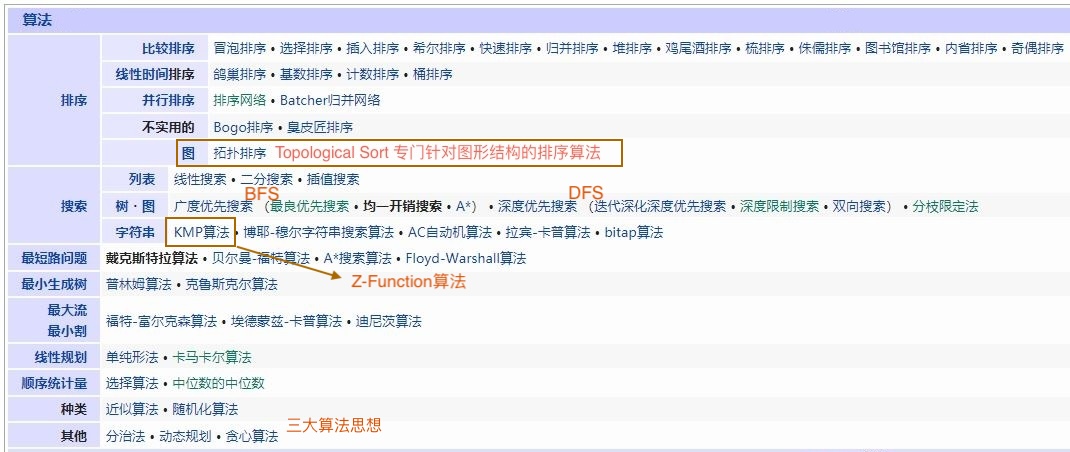 算法
排序
比较排序 冒泡排序 • 选择排序 • 插入排序 • 希尔排序 • 快速排序 • 归并排序 • 堆排序 • 鸡尾酒排序 • 梳排序 • 侏儒排序 • 图书馆排序 • 内省排序 • 奇偶排序
线性时间排序 鸽巢排序 • 基数排序 • 计数排序 • 桶排序
并行排序 排序网络 • Batcher归并网络
不实用的 Bogo排序 • 臭皮匠排序
图 拓扑排序 Topological Sort 专门针对图形结构的排序算法
搜索
列表 线性搜索 • 二分搜索 • 插值搜索
BFS DFS
树 · 图 广度优先搜索 （最良优先搜索 • 均一开销搜索 • A*） • 深度优先搜索 （迭代深化深度优先搜索 • 深度限制搜索 • 双向搜索） • 分枝限定法
字符串 KMP算法 • 博耶-穆尔字符串搜索算法 • AC自动机算法 • 拉宾-卡普算法 • bitap算法
最短路问题 戴克斯特拉算法 • 贝尔曼-福特算法 • A*搜索算法 • Floyd-Warshall算法
Z-Function算法
最小生成树 普林姆算法 • 克鲁斯克尔算法
最大流
最小割
福特-富尔克森算法 • 埃德蒙兹-卡普算法 • 迪尼茨算法
线性规划 单纯形法 • 卡马卡尔算法
顺序统计量 选择算法 • 中位数的中位数
种类 近似算法 • 随机化算法
其他 分治法 • 动态规划 • 贪心算法 三大算法思想